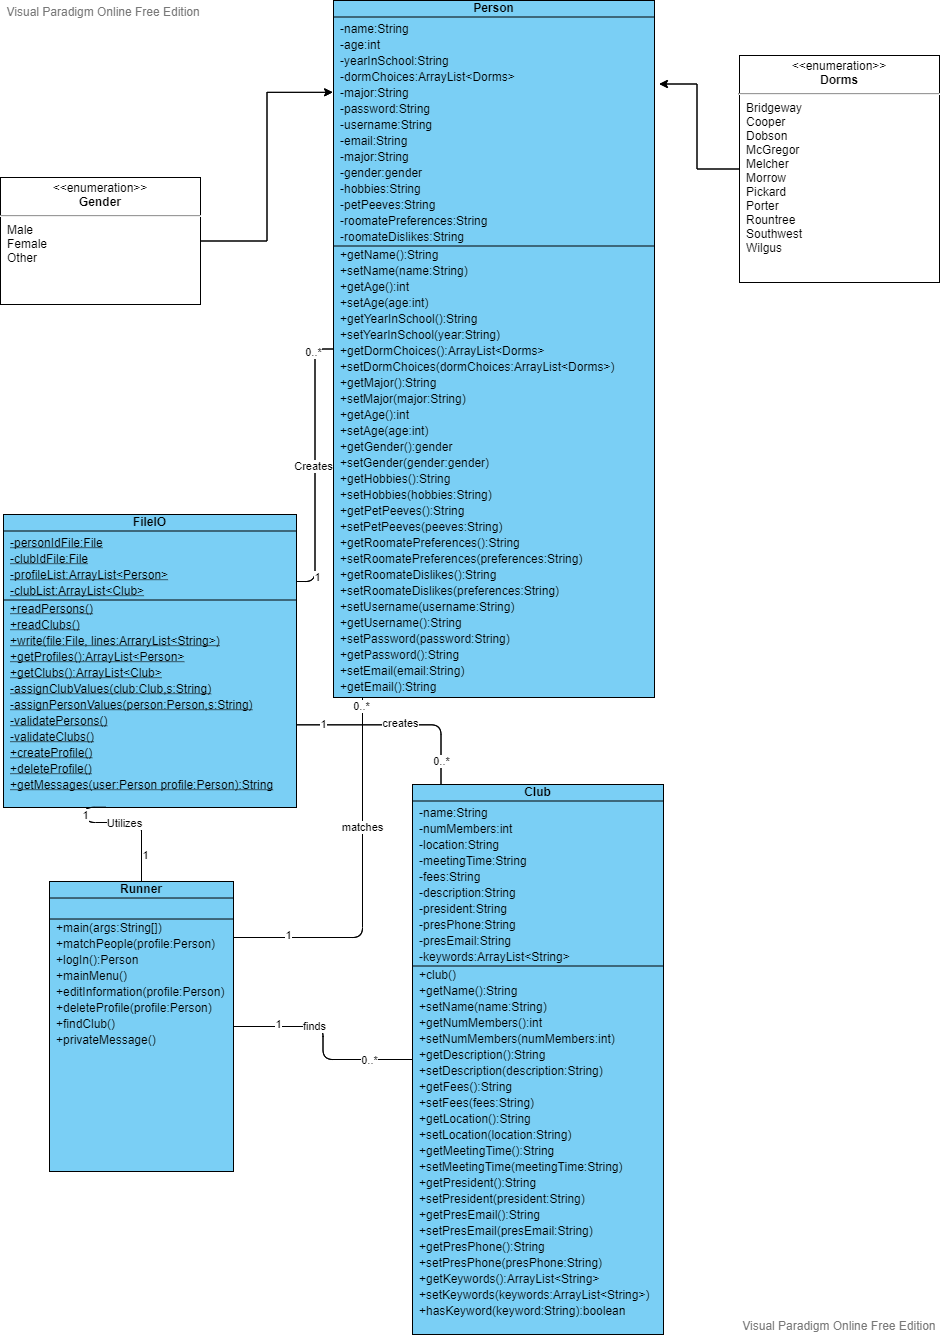 Visual Paradigm Online Free Edition
Person
-name:String
-age:int
-yearInSchool:String
-dormChoices:ArrayList<Dorms>
-major:String
-password:String
-username:String
-email:String
-major:String
-gender:gender
-hobbies:String
-petPeeves:String
-roomatePreferences:String
-roomateDislikes:String
+getName():String
+setName(name:String)
+getAge():int
+setAge(age:int)
+getYearInSchool():String
+setYearInSchool(year:String)
+getDormChoices():ArrayList<Dorms>
+setDormChoices(dormChoices:ArrayList<Dorms>)
+getMajor():String
+setMajor(major:String)
+getAge():int
+setAge(age:int)
+getGender():gender
+setGender(gender:gender)
+getHobbies():String
+setHobbies(hobbies:String)
+getPetPeeves():String
+setPetPeeves(peeves:String)
+getRoomatePreferences():String
+setRoomatePreferences(preferences:String)
+getRoomateDislikes():String
+setRoomateDislikes(preferences:String)
+setUsername(username:String)
+getUsername():String
+setPassword(password:String)
+getPassword():String
+setEmail(email:String)
+getEmail():String
<<enumeration>>
Dorms
Bridgeway
Cooper
Dobson
McGregor
Melcher
Morrow
Pickard
Porter
Rountree
Southwest
Wilgus
<<enumeration>>
Gender
Male
Female
Other
0..*
Creates
1
FileIO
-personIdFile:File
-clubIdFile:File
-profileList:ArrayList<Person>
-clubList:ArrayList<Club>
+readPersons()
+readClubs()
+write(file:File, lines:ArraryList<String>)
+getProfiles():ArrayList<Person>
+getClubs():ArrayList<Club>
-assignClubValues(club:Club,s:String)
-assignPersonValues(person:Person,s:String)
-validatePersons()
-validateClubs()
+createProfile()
+deleteProfile()
+getMessages(user:Person profile:Person):String
0..*
1
creates
0..*
1
Utilizes
1
matches
1
Runner
+main(args:String[])
+matchPeople(profile:Person)
+logIn():Person
+mainMenu()
+editInformation(profile:Person)
+deleteProfile(profile:Person)
+findClub()
+privateMessage()
1
finds
0..*
Club
-name:String
-numMembers:int
-location:String
-meetingTime:String
-fees:String
-description:String
-president:String
-presPhone:String
-presEmail:String
-keywords:ArrayList<String>
+club()
+getName():String
+setName(name:String)
+getNumMembers():int
+setNumMembers(numMembers:int)
+getDescription():String
+setDescription(description:String)
+getFees():String
+setFees(fees:String)
+getLocation():String
+setLocation(location:String)
+getMeetingTime():String
+setMeetingTime(meetingTime:String)
+getPresident():String
+setPresident(president:String)
+getPresEmail():String
+setPresEmail(presEmail:String)
+getPresPhone():String
+setPresPhone(presPhone:String)
+getKeywords():ArrayList<String>
+setKeywords(keywords:ArrayList<String>)
+hasKeyword(keyword:String):boolean
Visual Paradigm Online Free Edition